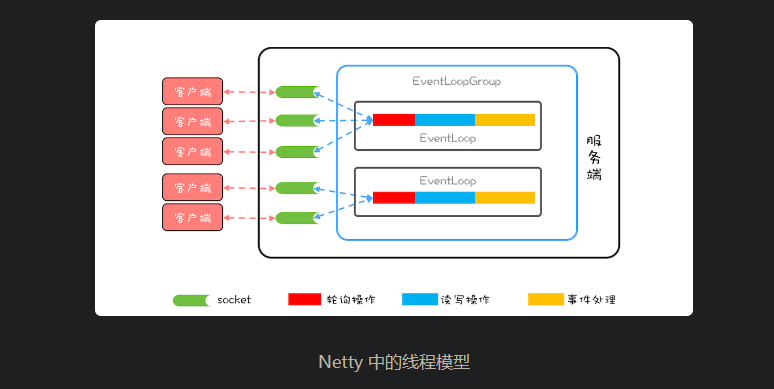 EventLoopGroup
客户端
客户端
客户端
客户端
客户端
EventLoop
EventLoop
服务端
socket 轮询操作 读写操作 事件处理
Netty 中的线程模型